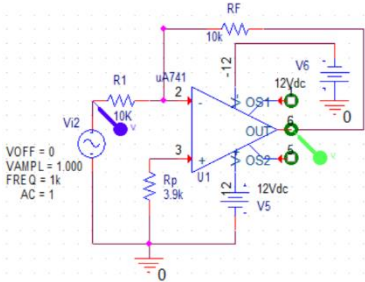 RF
10k
V6
12Vdc
-12
R1
uA741
10K
2
-
V-
OS1
1
OUT
6
OS2
5
3
+
V+
U1
Vi2
V
V
0
VOFF = 0
VAMPL = 1.000
FREQ = 1k
AC = 1
Rp
3.9k
12
12Vdc
V5
0